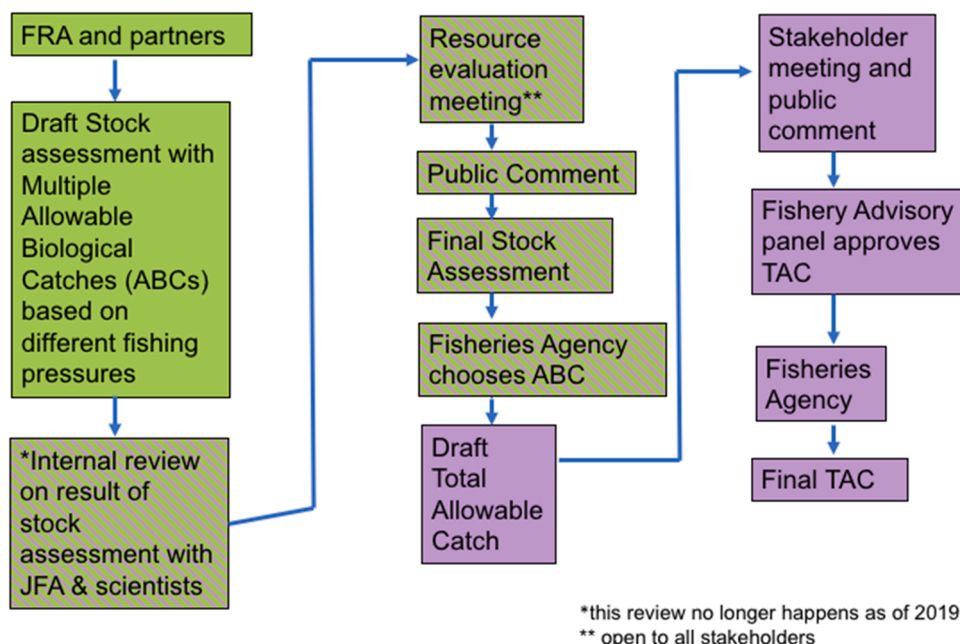 FRA and partners
Draft Stock
assessment with
Multiple
Allowable
Biological
Catches (ABCs)
based on
different fishing
pressures
*Internal review
on result of
stock
assessment with
JFA & scientists
Resource
evaluation
meeting**
Public Comment
Final Stock
Assessment
Fisheries Agency
chooses ABC
Draft
Total
Allowable
Catch
Stakeholder
meeting and
public
comment
Fishery Advisory
panel approves
TAC
Fisheries
Agency
Final TAC
*this review no longer happens as of 2019
** open to all stakeholders